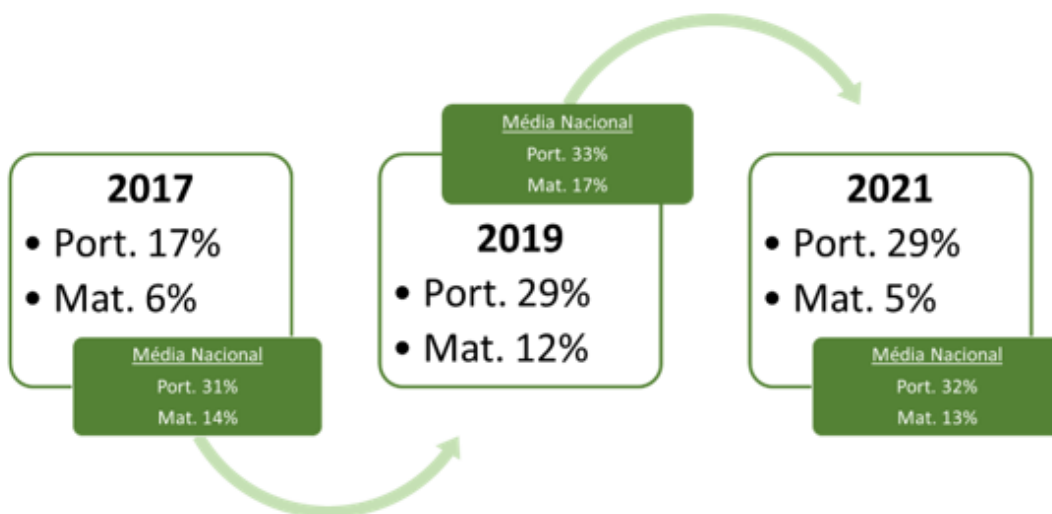 2017
• Port. 17%
• Mat. 6%
Média Nacional
Port. 31%
Mat. 14%
Média Nacional
Port. 33%
Mat. 17%
2019
• Port. 29%
• Mat. 12%
2021
• Port. 29%
• Mat. 5%
Média Nacional
Port. 32%
Mat. 13%